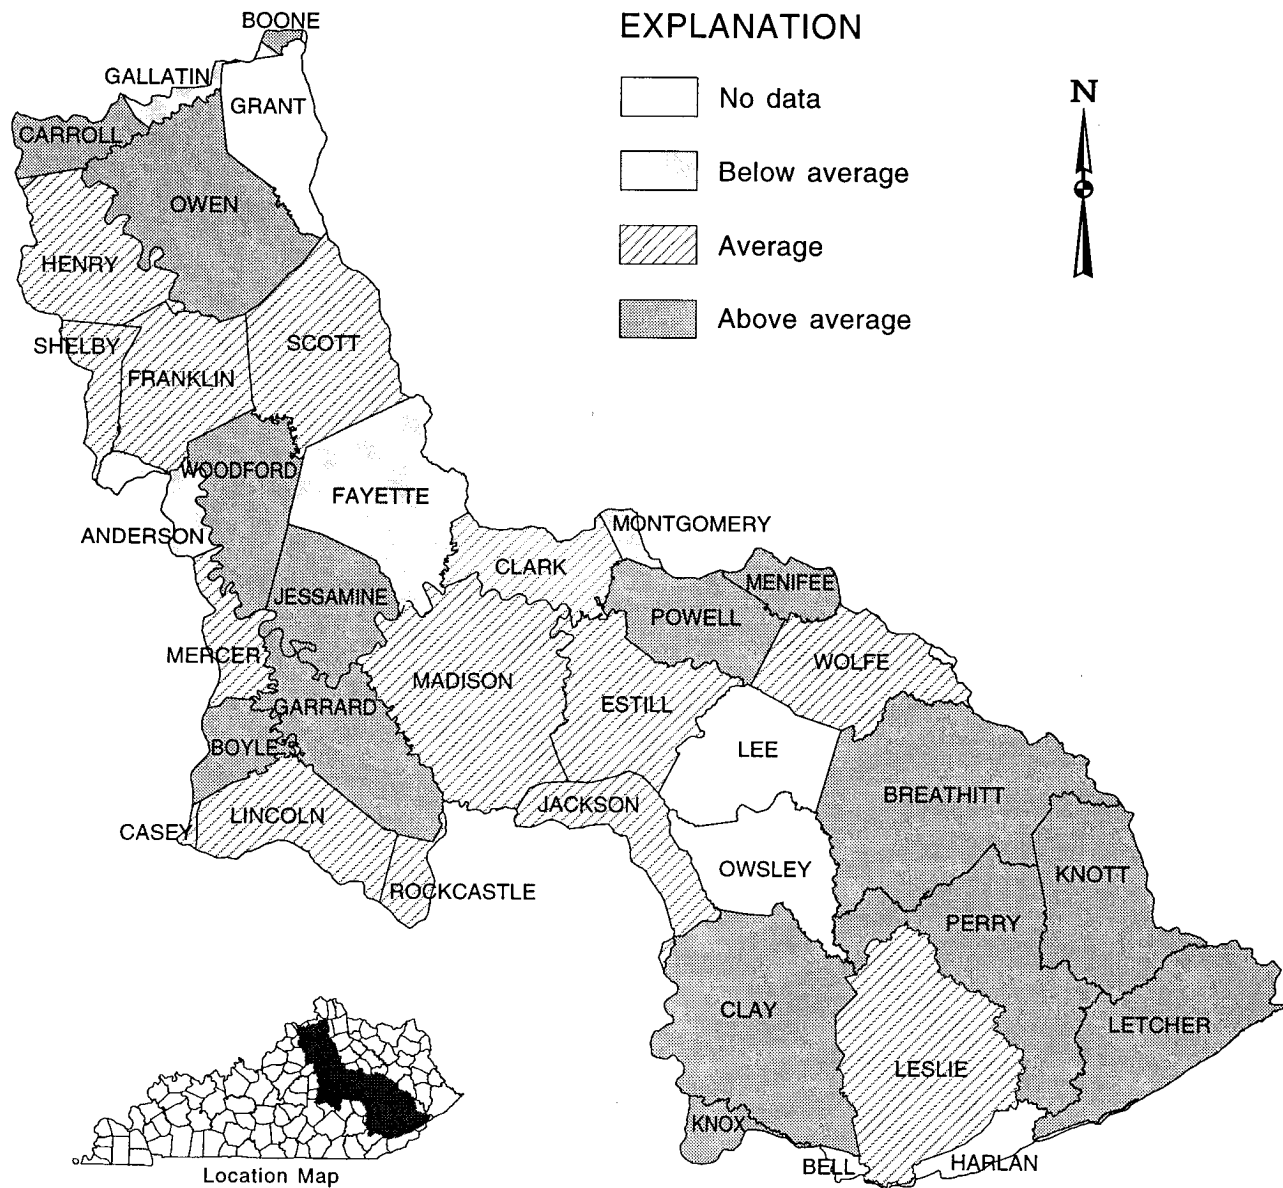 BOONE
EXPLANATION
GALLATIN
GRANT
No data
N
CARROLL
Below average
OWEN
Average
HENRY
Above average
SHELBY
SCOTT
FRANKLIN
WOODFORD
FAYETTE
MONTGOMERY
ANDERSON
CLARK
MENIFEE
JESSAMINE
POWELL
MERCER
WOLFE
MADISON
ESTILL
GARRARD
BOYLE
LEE
BREATHITT
JACKSON
LINCOLN
CASEY
OWSLEY
KNOTT
ROCKCASTLE
PERRY
CLAY
LETCHER
LESLIE
KNOX
HARLAN
BELL
Location Map